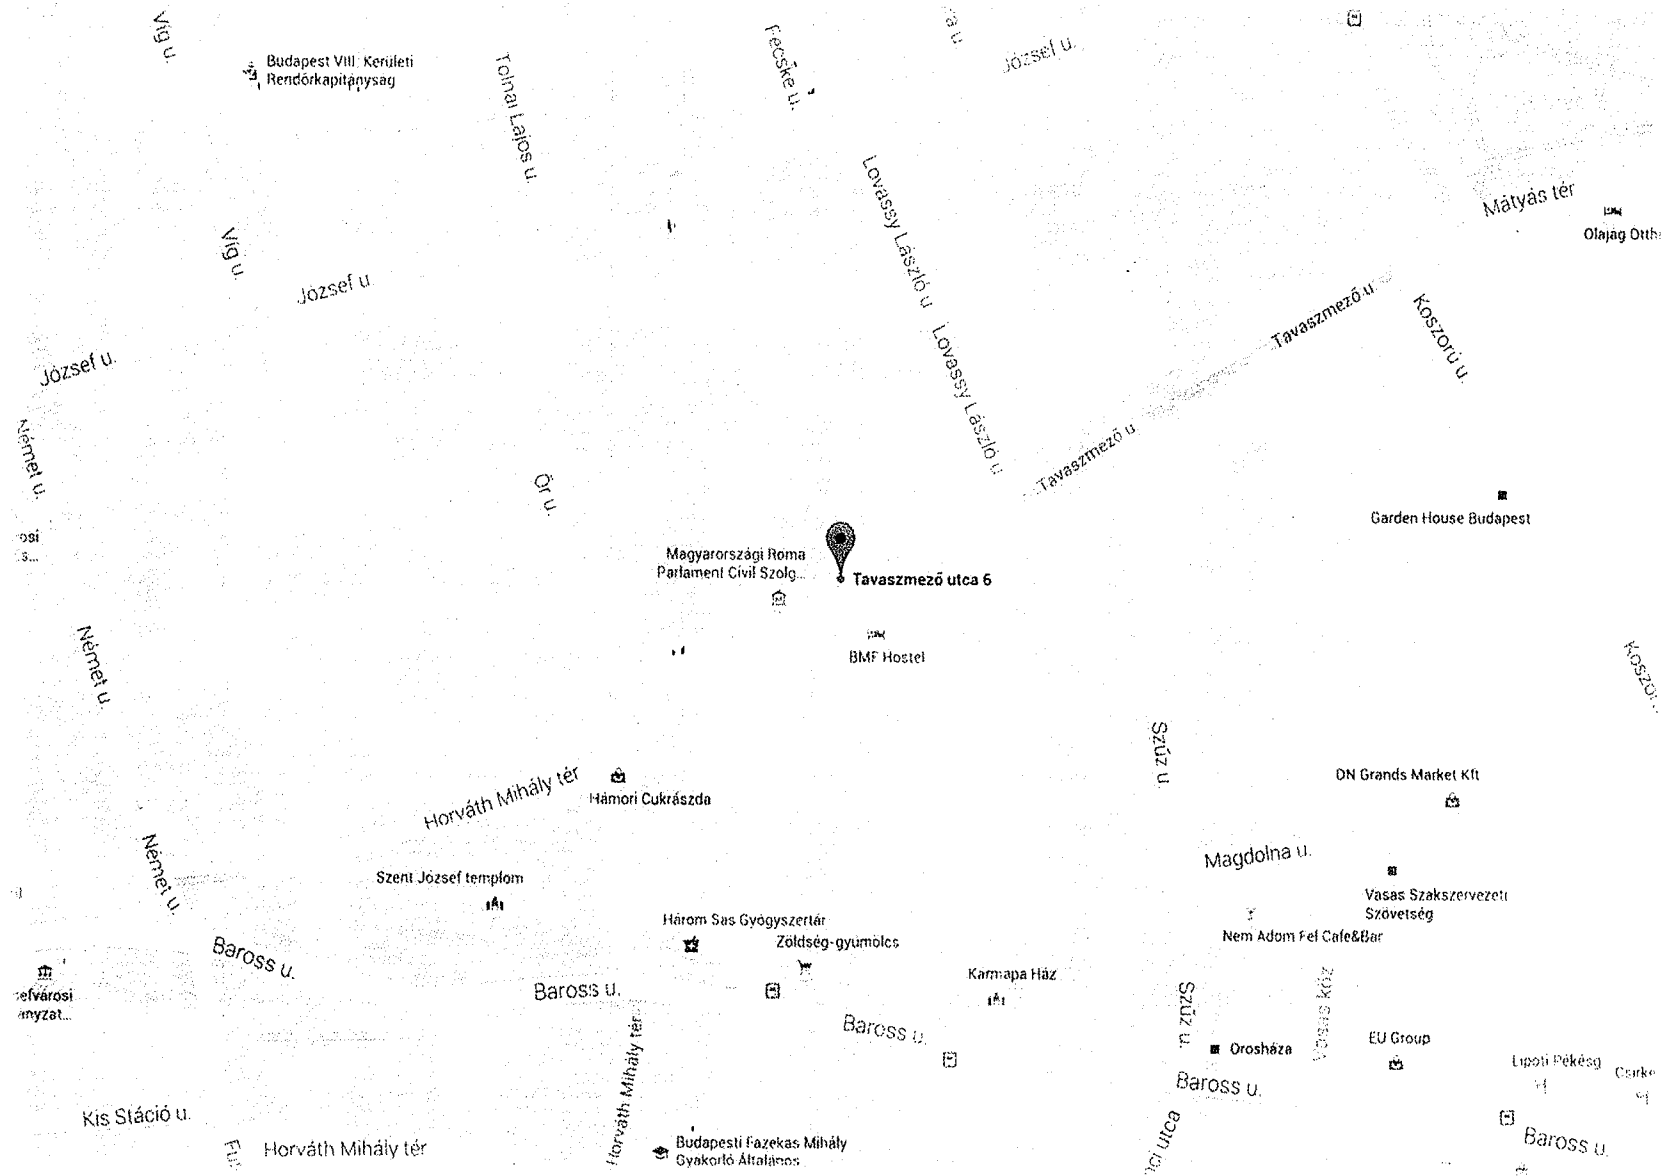 Víg u.
Budapest VIII. Kerületi
Rendőrkapitányság
Tolnai Lajos u.
Fecske u.
József u.
Mátyás tér
Víg u.
József u.
Lovassy László u.
Tavaszmező u.
Koszorú u.
József u.
Lovassy László u.
Német u.
Őr u.
Tavaszmező u.
Garden House Budapest
Magyarországi Roma
Parlament Civil Szolg...
Tavaszmező utca 6
BMF Hostel
Német u.
Szűz u.
DN Grands Market Kft
Horváth Mihály tér
Hámori Cukrászda
Német u.
Magdolna u.
Szent József templom
Vasas Szakszervezeti
Szövetség
Három Sas Gyógyszertár
Zöldség-gyümölcs
Nem Adom Fel Cafe&Bar
Baross u.
Karmapa Ház
Baross u.
Szűz u.
Vasas köz
Baross u.
Orosháza
EU Group
Lipóti Pékség
Baross u.
Horváth Mihály tér
Kis Stáció u.
Horváth Mihály tér
Budapesti Fazekas Mihály
Gyakorló Általános
Baross u.